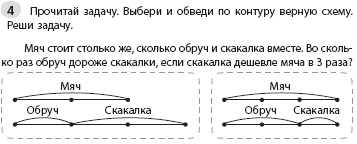 4 Прочитай задачу. Выбери и обведи по контуру верную схему.
Реши задачу.
Мяч стоит столько же, сколько обруч и скакалка вместе. Во сколь-
ко раз обруч дороже скакалки, если скакалка дешевле мяча в 3 раза?
Мяч
Обруч Скакалка
Мяч
Обруч Скакалка